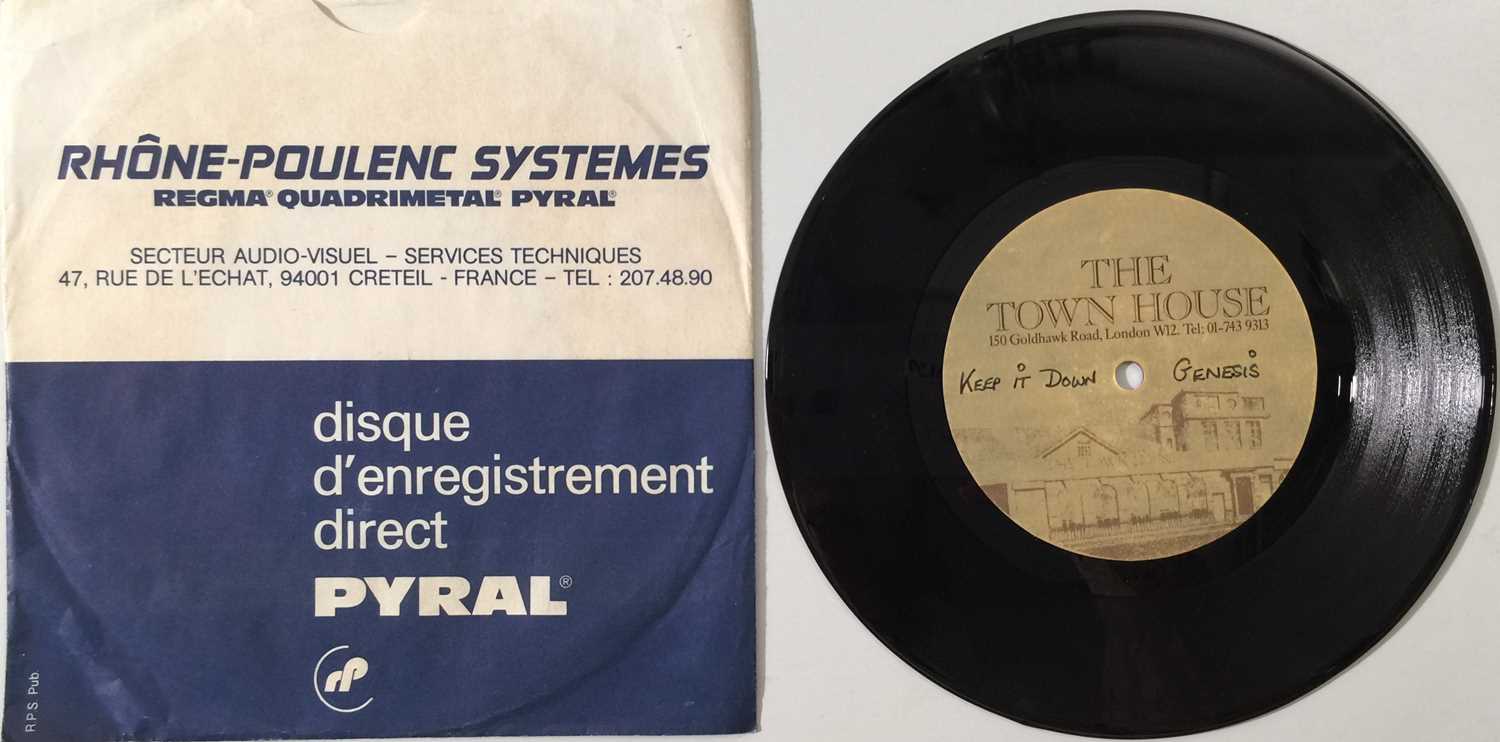 RHÔNE-POULENC SYSTEMES
REGMA® QUADRIMETAL® PYRAL®
SECTEUR AUDIO-VISUEL – SERVICES TECHNIQUES
47, RUE DE L'ECHAT, 94001 CRETEIL - FRANCE – TEL : 207.48.90
disque
d'enregistrement
direct
PYRAL®
rp
R.P.S. Pub.
THE
TOWN HOUSE
150 Goldhawk Road, London W12. Tel: 01-743 9313
KEEP IT DOWN GENESIS